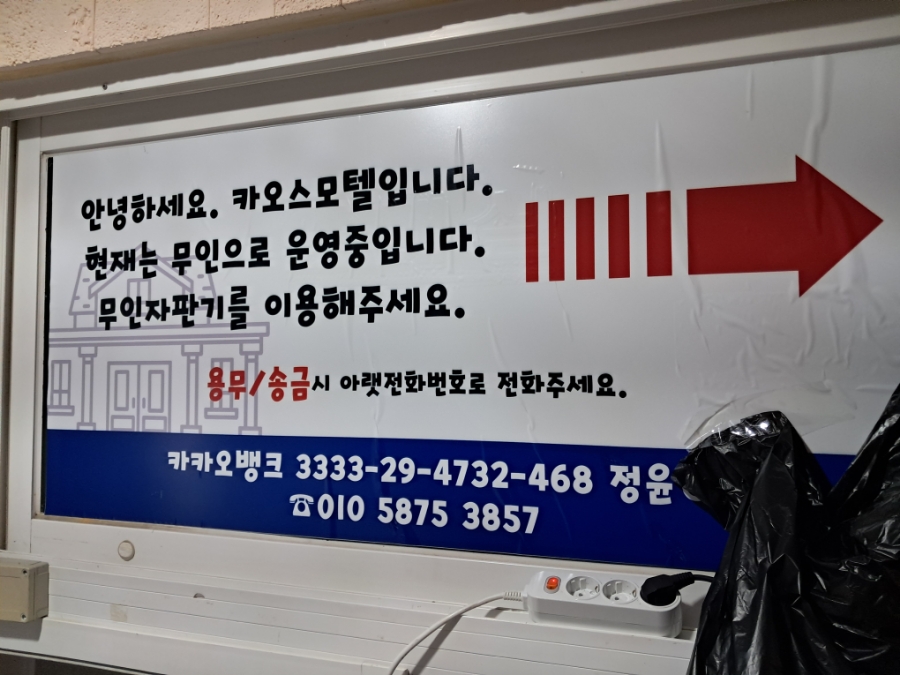 안녕하세요. 카오스모텔입니다.
현재는 무인으로 운영중입니다.
무인자판기를 이용해주세요.
용무/송금시 아랫전화번호로 전화주세요.
카카오뱅크 3333-29-4732-468 정윤
☎010 5875 3857